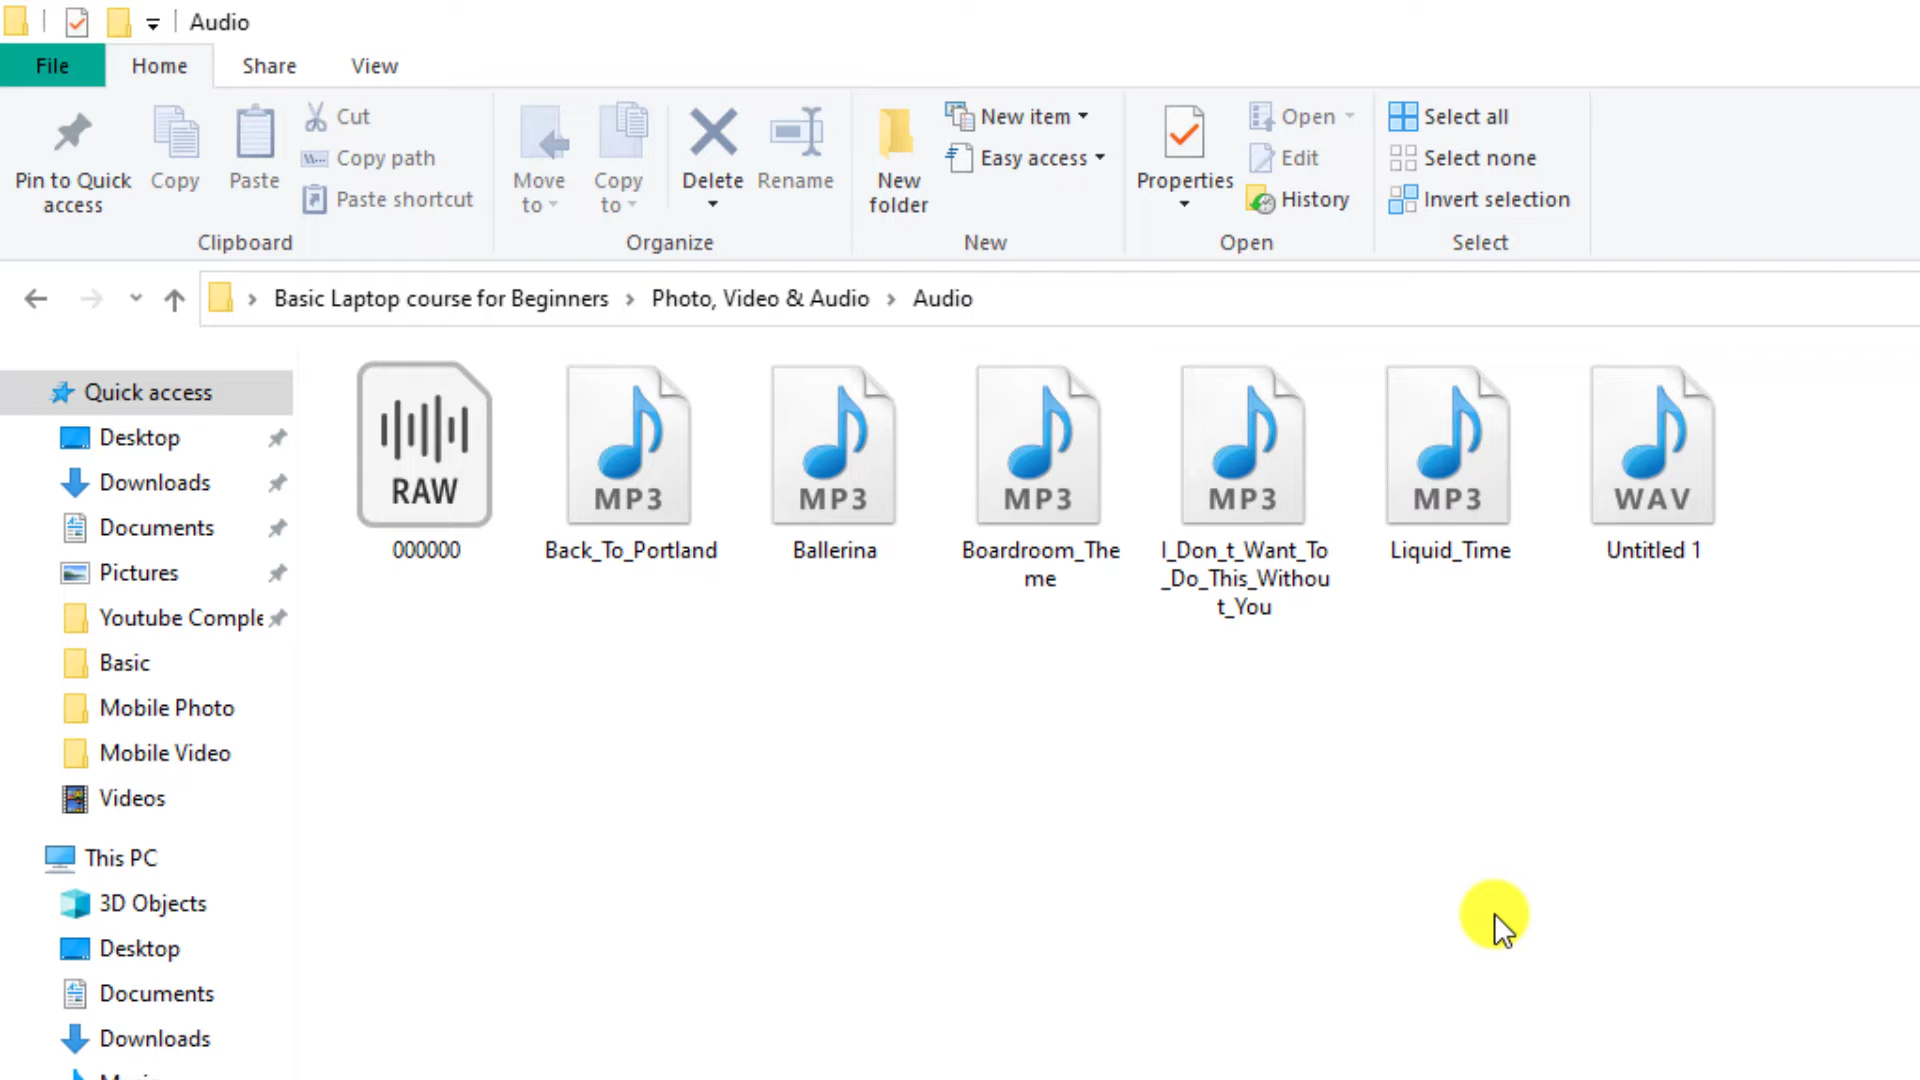 Audio
File
Home
Share
View
Pin to Quick
access
Copy
Paste
Cut
Copy path
Paste shortcut
Clipboard
Move
to
Copy
to
Delete
Rename
Organize
New
folder
New item
Easy access
New
Properties
Open
Edit
History
Open
Select all
Select none
Invert selection
Select
Basic Laptop course for Beginners
Photo, Video & Audio
Audio
Quick access
Desktop
Downloads
Documents
Pictures
Youtube Comple
Basic
Mobile Photo
Mobile Video
Videos
This PC
3D Objects
Desktop
Documents
Downloads
RAW
000000
MP3
Back_To_Portland
MP3
Ballerina
MP3
Boardroom_The
me
MP3
I_Don_t_Want_To
_Do_This_Withou
t_You
MP3
Liquid_Time
WAV
Untitled 1